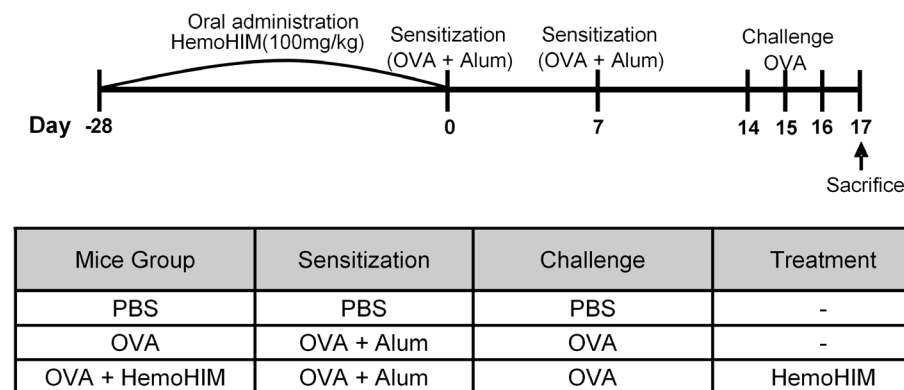 Oral administration
HemoHIM(100mg/kg)
Sensitization
(OVA + Alum)
Sensitization
(OVA + Alum)
Challenge
OVA
Day -28 0 7 14 15 16 17
Sacrifice
Mice Group Sensitization Challenge Treatment
PBS PBS PBS -
OVA OVA + Alum OVA -
OVA + HemoHIM OVA + Alum OVA HemoHIM